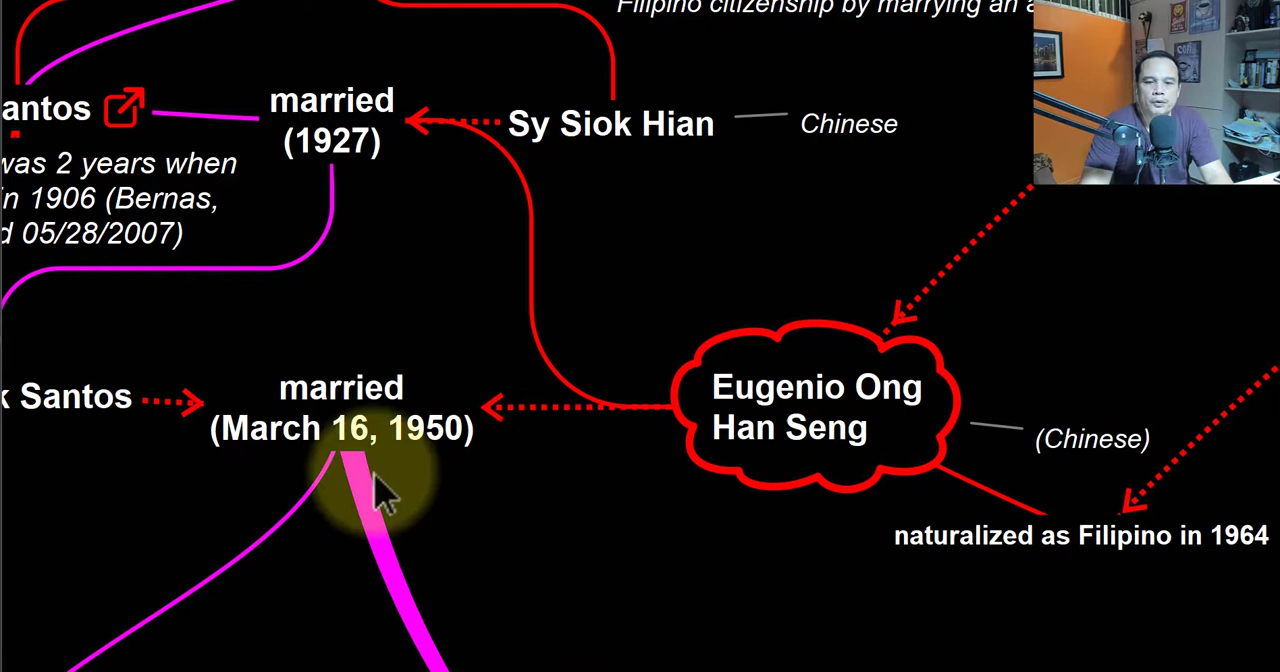 Filipino citizenship by marrying an a
antos
married
(1927)
Sy Siok Hian
Chinese
was 2 years when
in 1906 (Bernas,
d 05/28/2007)
k Santos
married
(March 16, 1950)
Eugenio Ong
Han Seng
(Chinese)
naturalized as Filipino in 1964